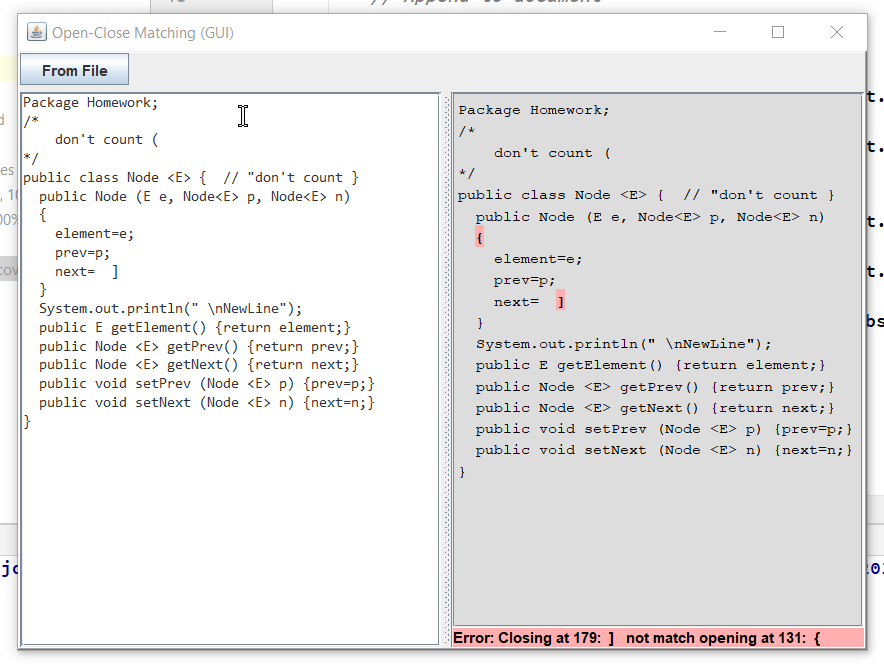 // Append to document
Open-Close Matching (GUI)
From File
Package Homework;
/*
    don't count (
*/
public class Node <E> {  // "don't count }
  public Node (E e, Node<E> p, Node<E> n)
  {
    element=e;
    prev=p;
    next=  ]
  }
  System.out.println(" \nNewLine");
  public E getElement() {return element;}
  public Node <E> getPrev() {return prev;}
  public Node <E> getNext() {return next;}
  public void setPrev (Node <E> p) {prev=p;}
  public void setNext (Node <E> n) {next=n;}
}
Package Homework;
/*
    don't count (
*/
public class Node <E> {  // "don't count }
  public Node (E e, Node<E> p, Node<E> n)
  {
    element=e;
    prev=p;
    next=  ]
  }
  System.out.println(" \nNewLine");
  public E getElement() {return element;}
  public Node <E> getPrev() {return prev;}
  public Node <E> getNext() {return next;}
  public void setPrev (Node <E> p) {prev=p;}
  public void setNext (Node <E> n) {next=n;}
}
Error: Closing at 179:  ]   not match opening at 131:  {